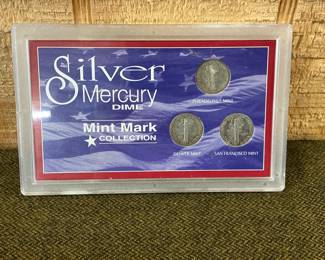 Silver
Mercury
DIME
Mint Mark
COLLECTION
PHILADELPHIA MINT
DENVER MINT
SAN FRANCISCO MINT